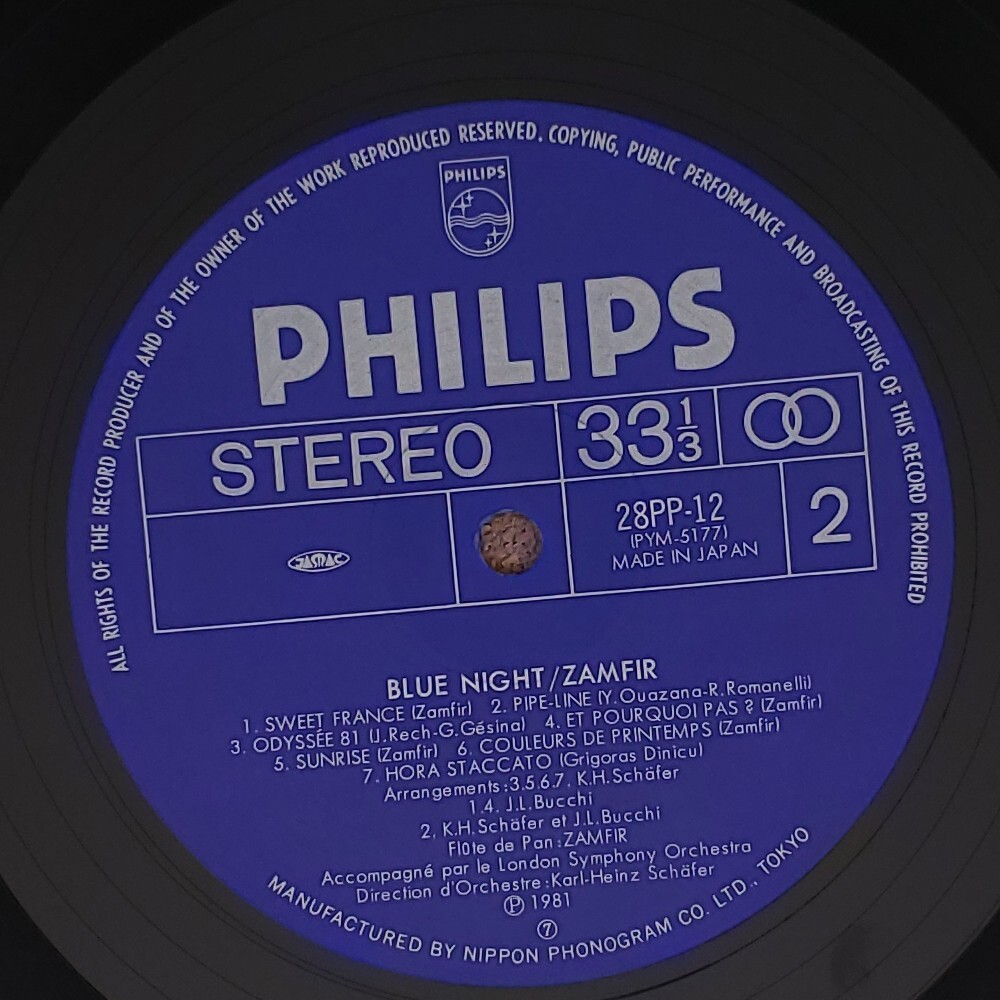 ALL RIGHTS OF THE RECORD PRODUCER AND OF THE OWNER OF THE WORK REPRODUCED RESERVED. COPYING, PUBLIC PERFORMANCE AND BROADCASTING OF THIS RECORD PROHIBITED
PHILIPS
PHILIPS
STEREO
33 1/3
JASRAC
28PP-12
(PYM-5177)
MADE IN JAPAN
2
BLUE NIGHT/ZAMFIR
1. SWEET FRANCE (Zamfir) 2. PIPE-LINE (Y. Ouazana-R. Romanelli)
3. ODYSSÉE 81 (J.Rech-G.Gésina) 4. ET POURQUOI PAS ? (Zamfir)
5. SUNRISE (Zamfir) 6. COULEURS DE PRINTEMPS (Zamfir)
7. HORA STACCATO (Grigoras Dinicu)
Arrangements:3.5.6.7. K.H.Schäfer
1.4. J.L.Bucchi
2. K.H.Schäfer et J.L.Bucchi
Flûte de Pan:ZAMFIR
Accompagné par le London Symphony Orchestra
Direction d'Orchestre:Karl-Heinz Schäfer
Ⓟ 1981
⑦
MANUFACTURED BY NIPPON PHONOGRAM CO. LTD., TOKYO